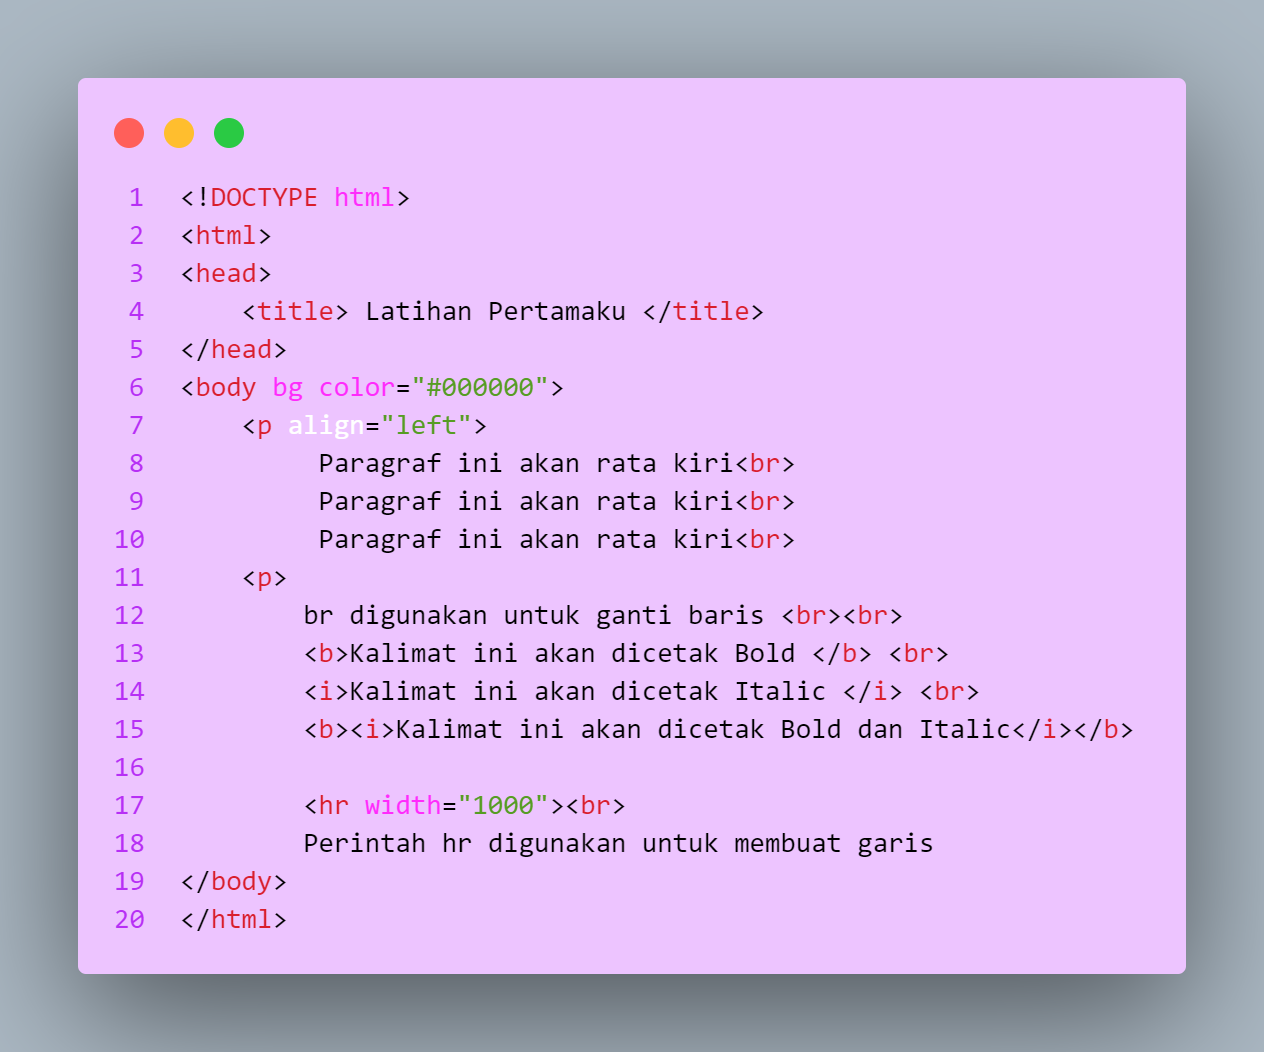 1 <!DOCTYPE html>
2 <html>
3 <head>
4     <title> Latihan Pertamaku </title>
5 </head>
6 <body bg color="#000000">
7     <p align="left">
8          Paragraf ini akan rata kiri<br>
9          Paragraf ini akan rata kiri<br>
10          Paragraf ini akan rata kiri<br>
11     <p>
12         br digunakan untuk ganti baris <br><br>
13         <b>Kalimat ini akan dicetak Bold </b> <br>
14         <i>Kalimat ini akan dicetak Italic </i> <br>
15         <b><i>Kalimat ini akan dicetak Bold dan Italic</i></b>
16
17         <hr width="1000"><br>
18         Perintah hr digunakan untuk membuat garis
19 </body>
20 </html>